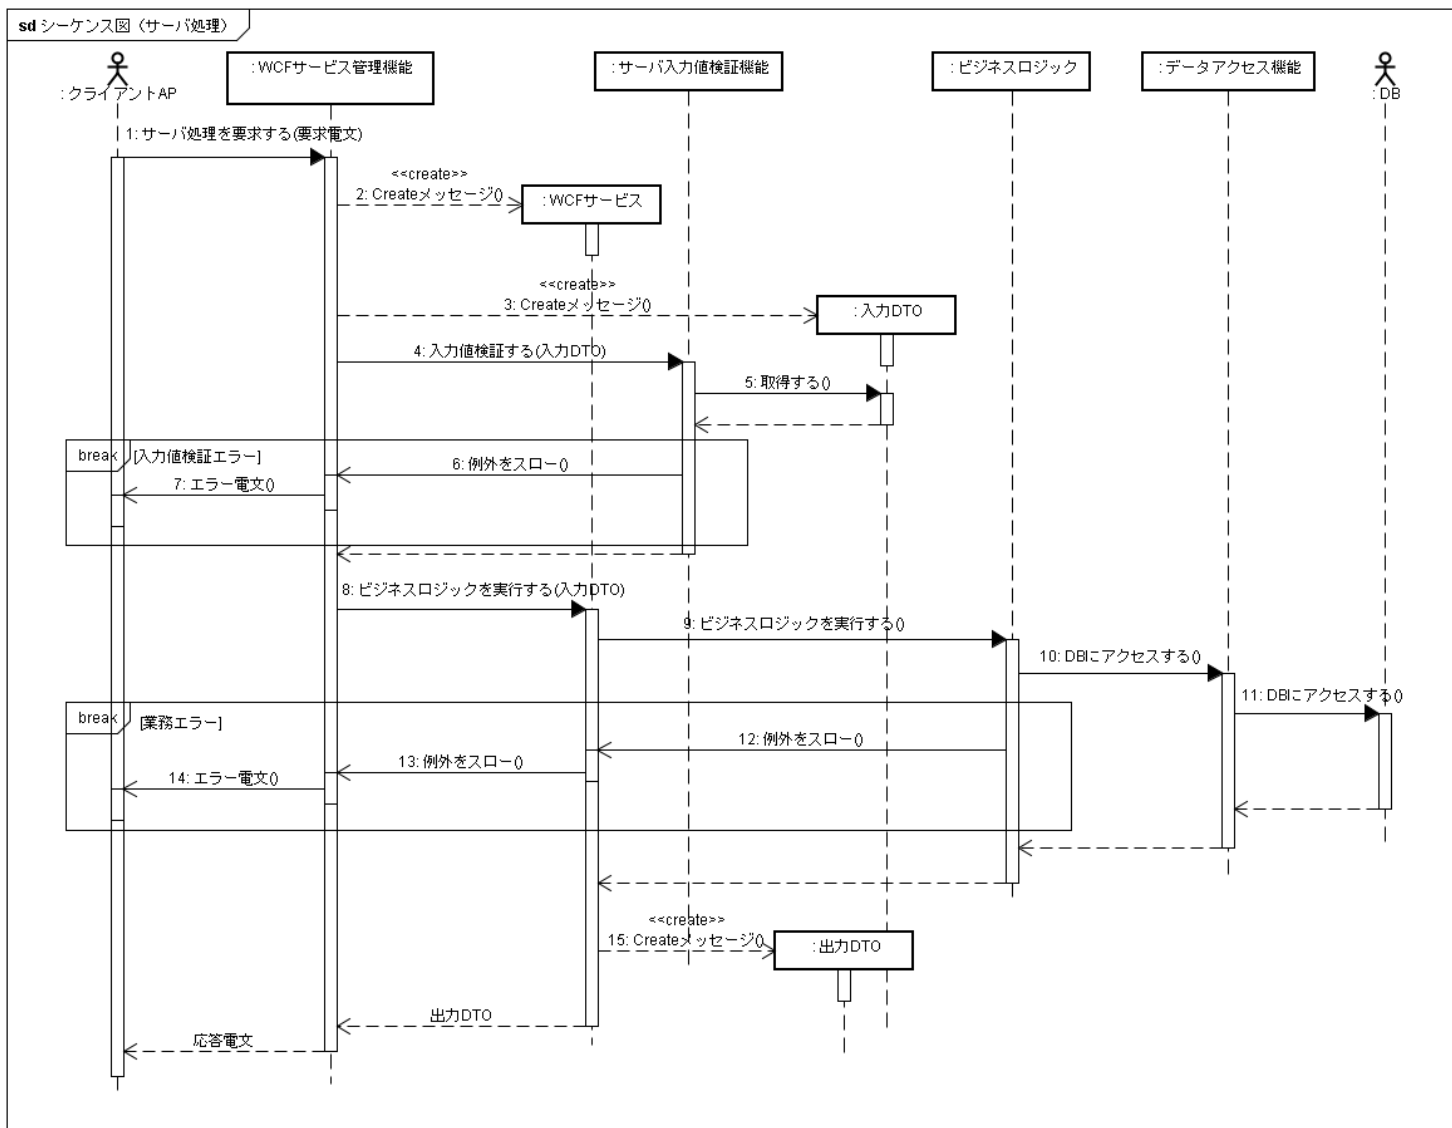 sd シーケンス図（サーバ処理）
: クライアントAP
: WCFサービス管理機能
: サーバ入力値検証機能
: ビジネスロジック
: データアクセス機能
: DB
1: サーバ処理を要求する(要求電文)
<<create>>
2: Createメッセージ()
: WCFサービス
<<create>>
3: Createメッセージ()
: 入力DTO
4: 入力値検証する(入力DTO)
5: 取得する()
break
[入力値検証エラー]
6: 例外をスロー()
7: エラー電文()
8: ビジネスロジックを実行する(入力DTO)
9: ビジネスロジックを実行する()
10: DBにアクセスする()
11: DBにアクセスする()
break
[業務エラー]
12: 例外をスロー()
13: 例外をスロー()
14: エラー電文()
<<create>>
15: Createメッセージ()
: 出力DTO
出力DTO
応答電文